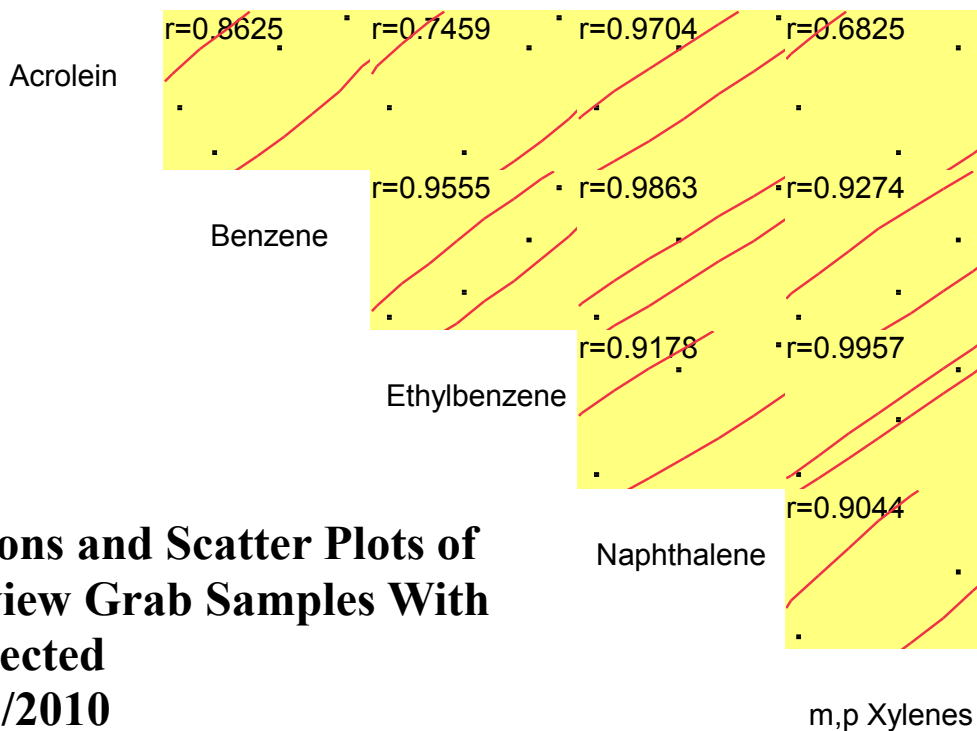 r=0.8625 r=0.7459 r=0.9704 r=0.6825
Acrolein
r=0.9555 r=0.9863 r=0.9274
Benzene
r=0.9178 r=0.9957
Ethylbenzene
r=0.9044
Naphthalene
ons and Scatter Plots of
view Grab Samples With
ected
/2010
m,p Xylenes